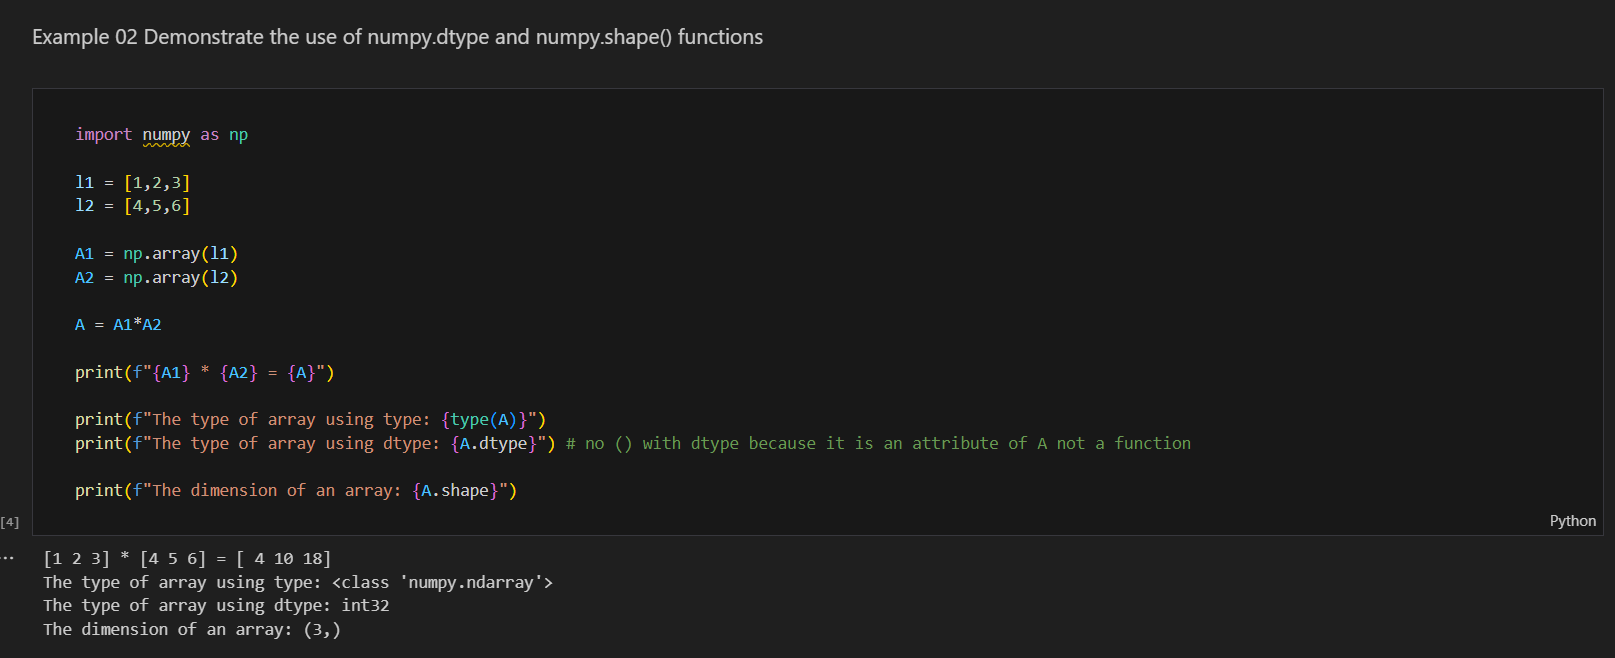 Example 02 Demonstrate the use of numpy.dtype and numpy.shape() functions
import numpy as np
l1 = [1,2,3]
l2 = [4,5,6]
A1 = np.array(l1)
A2 = np.array(l2)
A = A1*A2
print(f"{A1} * {A2} = {A}")
print(f"The type of array using type: {type(A)}")
print(f"The type of array using dtype: {A.dtype}") # no () with dtype because it is an attribute of A not a function
print(f"The dimension of an array: {A.shape}")
[4]
Python
...
[1 2 3] * [4 5 6] = [ 4 10 18]
The type of array using type: <class 'numpy.ndarray'>
The type of array using dtype: int32
The dimension of an array: (3,)